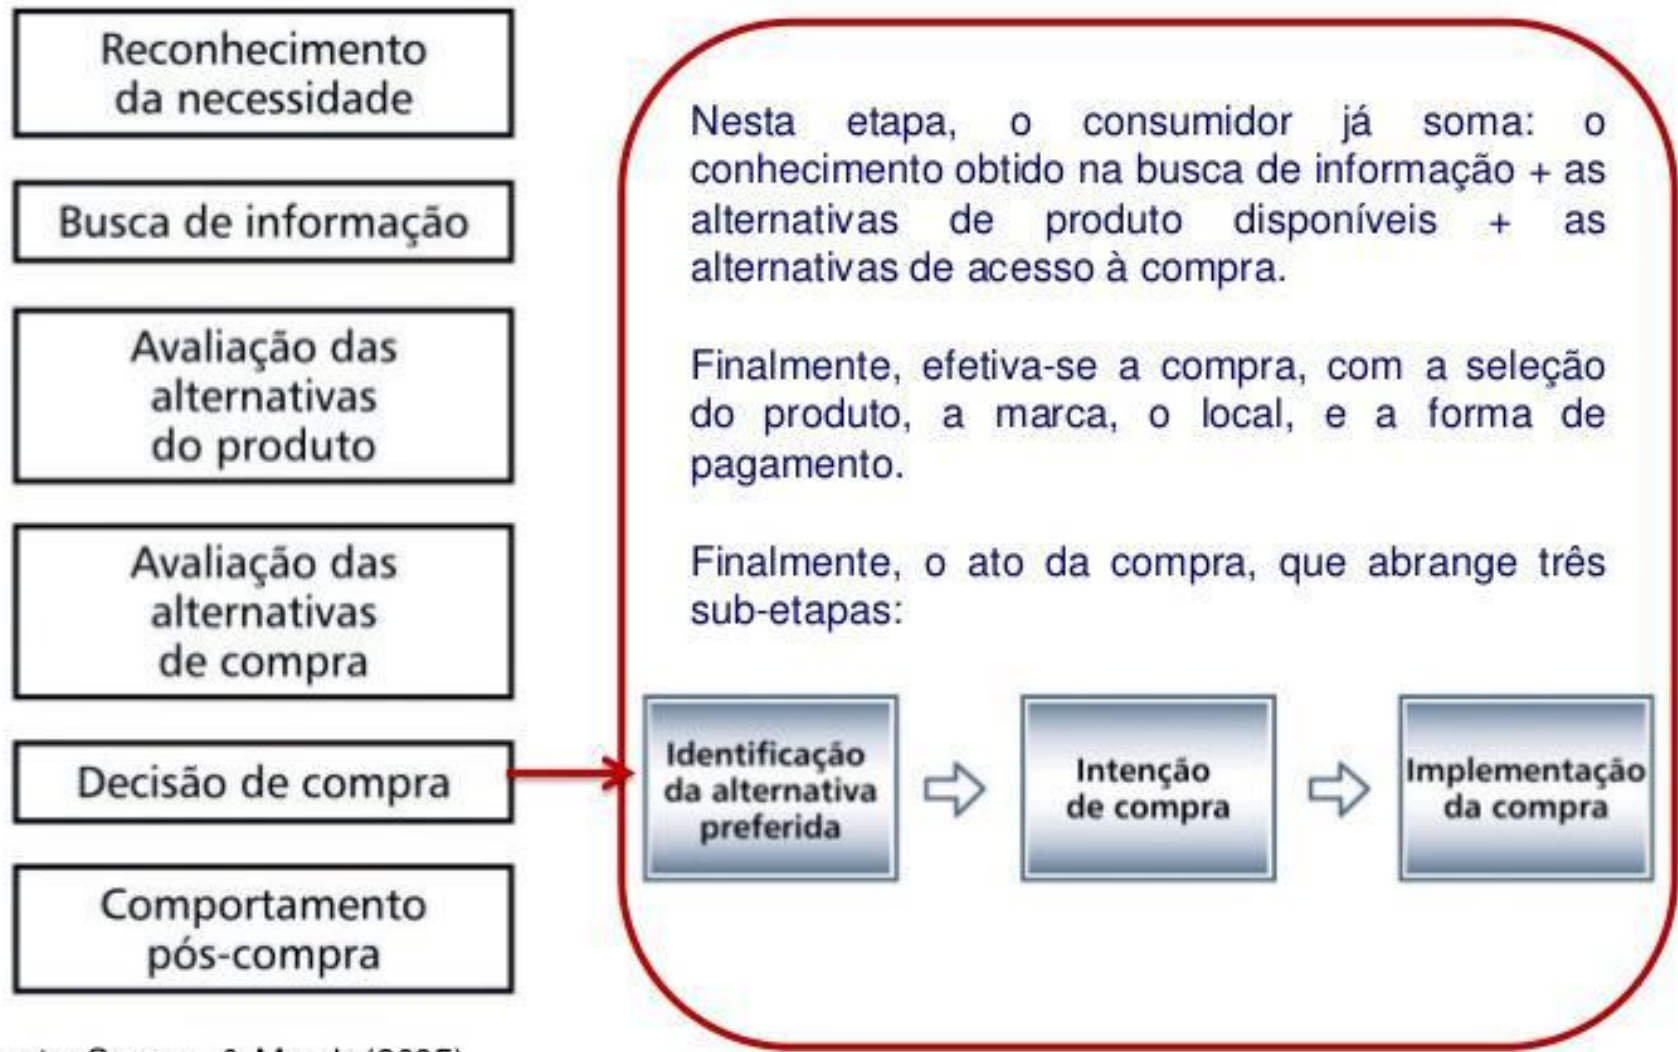 Reconhecimento
da necessidade
Busca de informação
Avaliação das
alternativas
do produto
Avaliação das
alternativas
de compra
Decisão de compra
Comportamento
pós-compra
Nesta etapa, o consumidor já soma: o
conhecimento obtido na busca de informação + as
alternativas de produto disponíveis + as
alternativas de acesso à compra.
Finalmente, efetiva-se a compra, com a seleção
do produto, a marca, o local, e a forma de
pagamento.
Finalmente, o ato da compra, que abrange três
sub-etapas:
Identificação
da alternativa
preferida
Intenção
de compra
Implementação
da compra